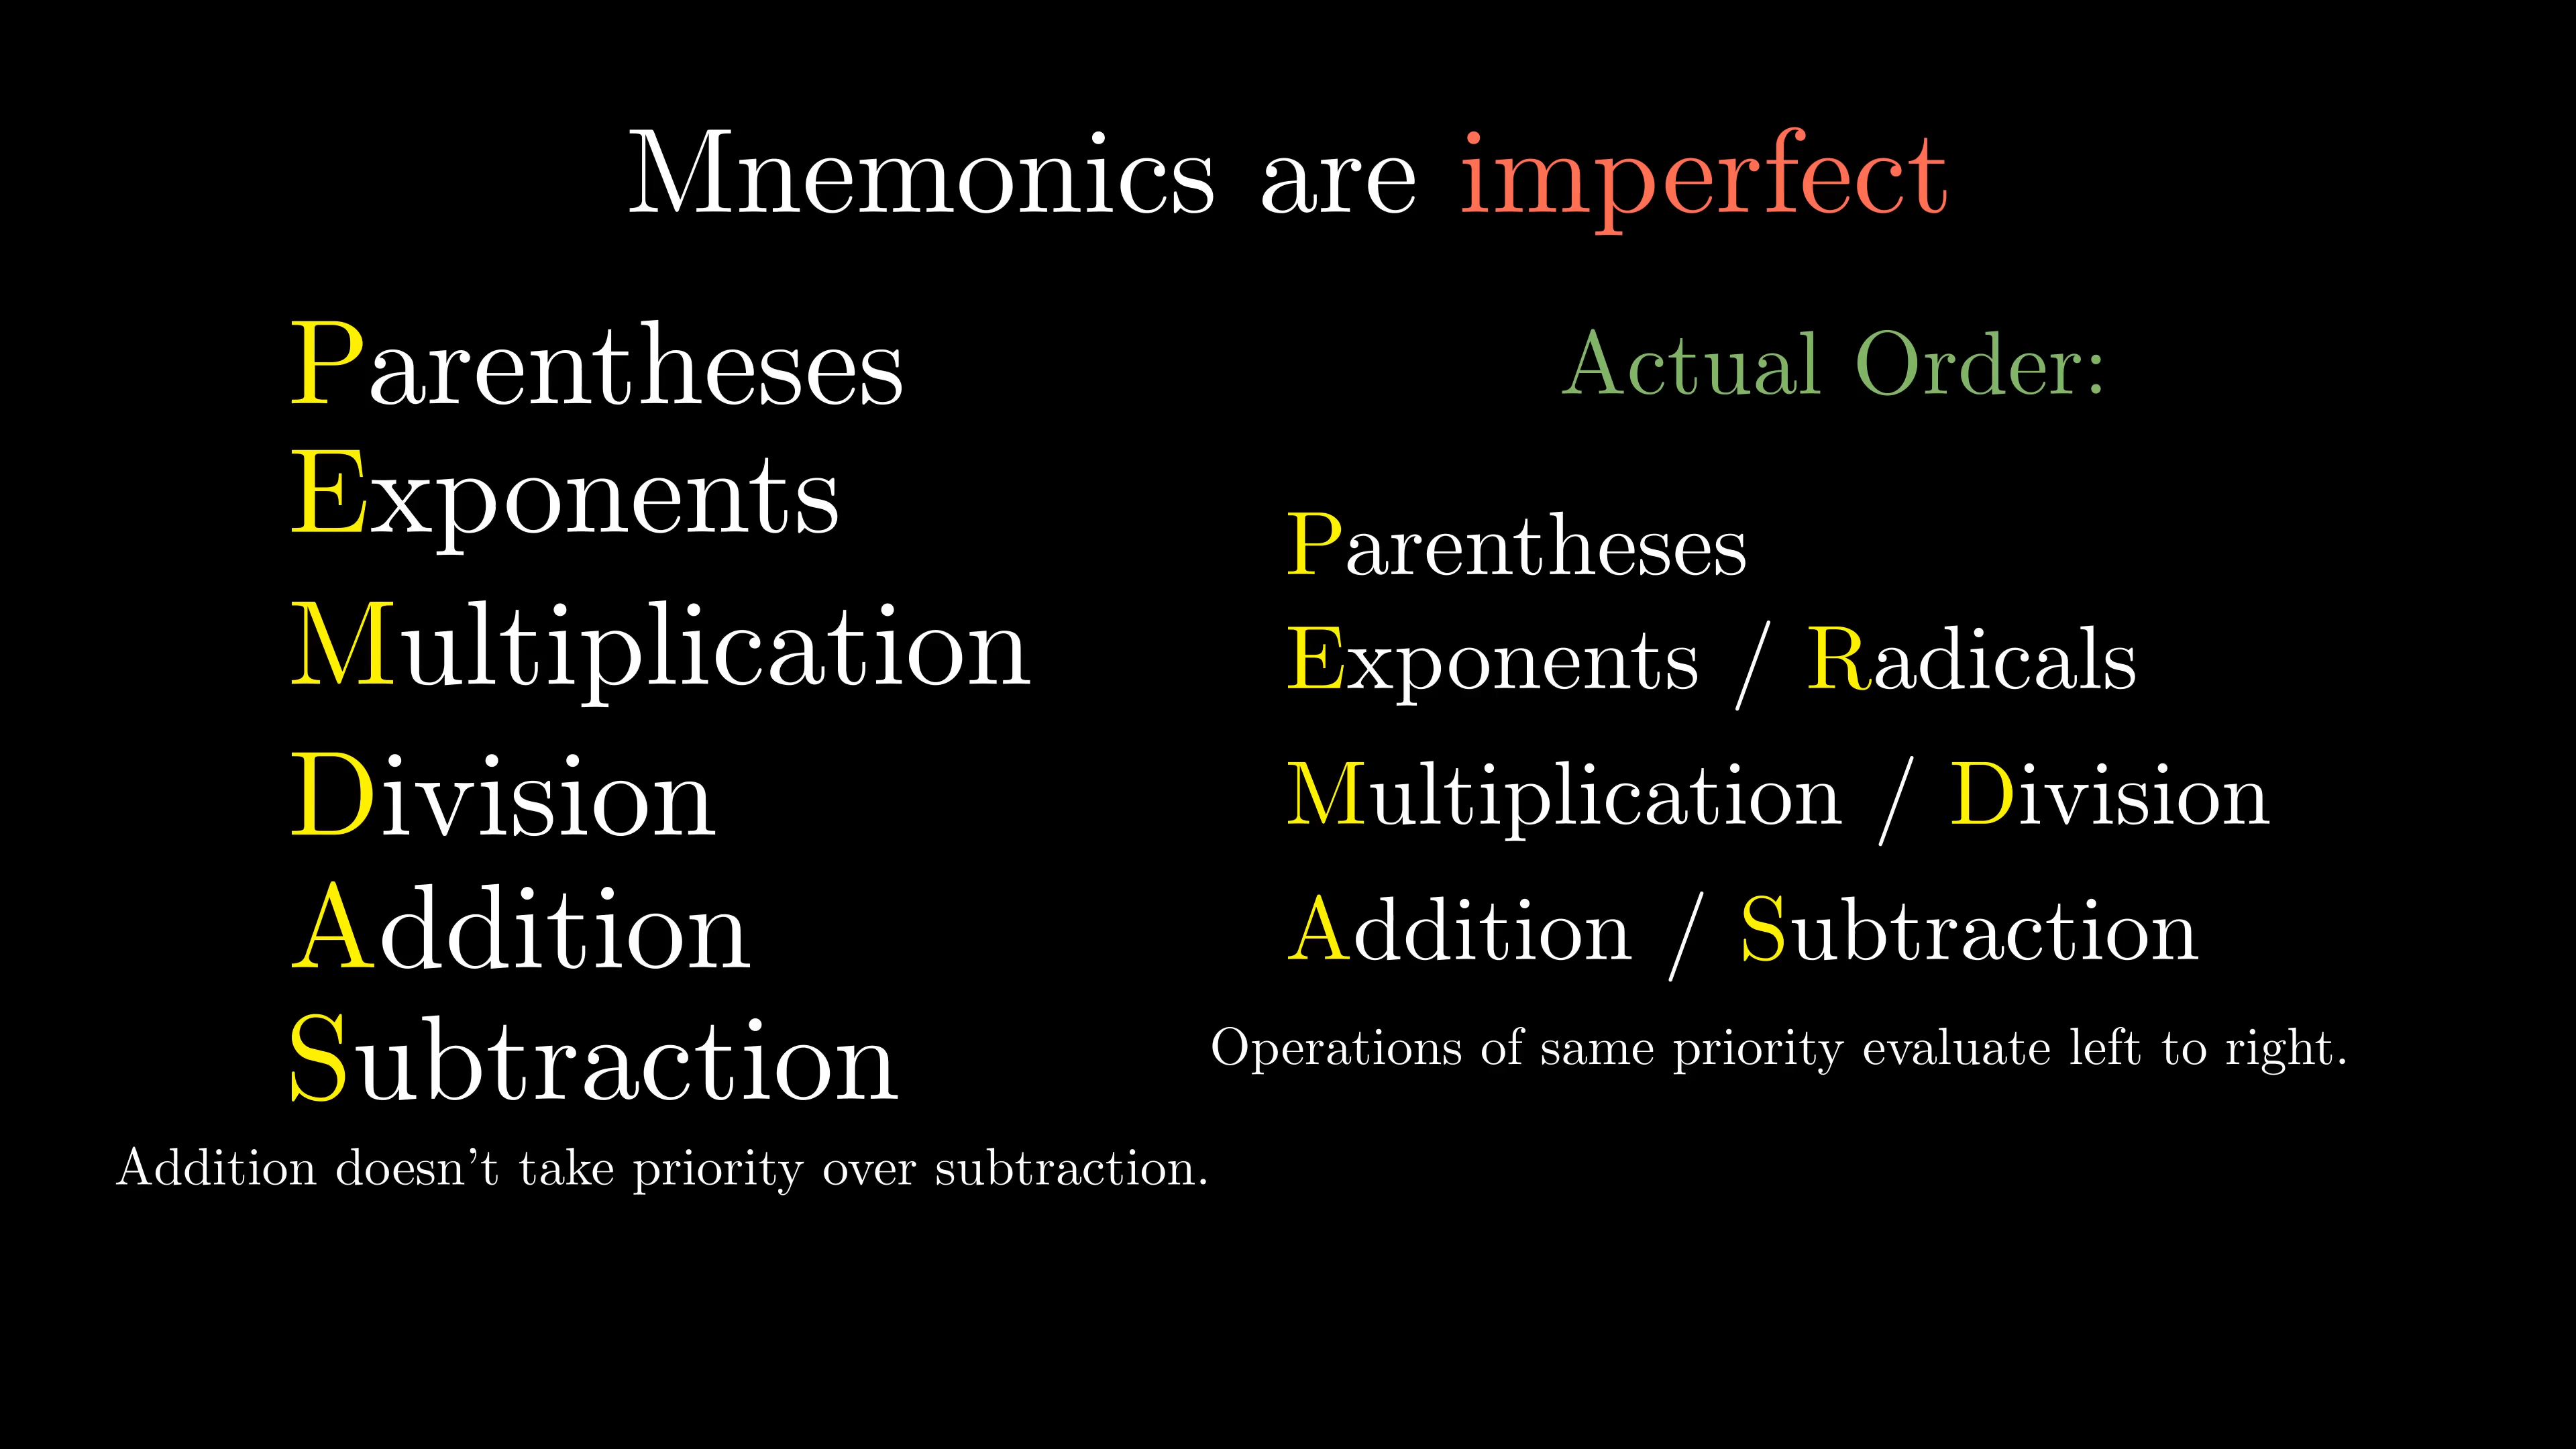 Mnemonics are imperfect
Parentheses
Exponents
Multiplication
Division
Addition
Subtraction
Addition doesn't take priority over subtraction.
Actual Order:
Parentheses
Exponents / Radicals
Multiplication / Division
Addition / Subtraction
Operations of same priority evaluate left to right.